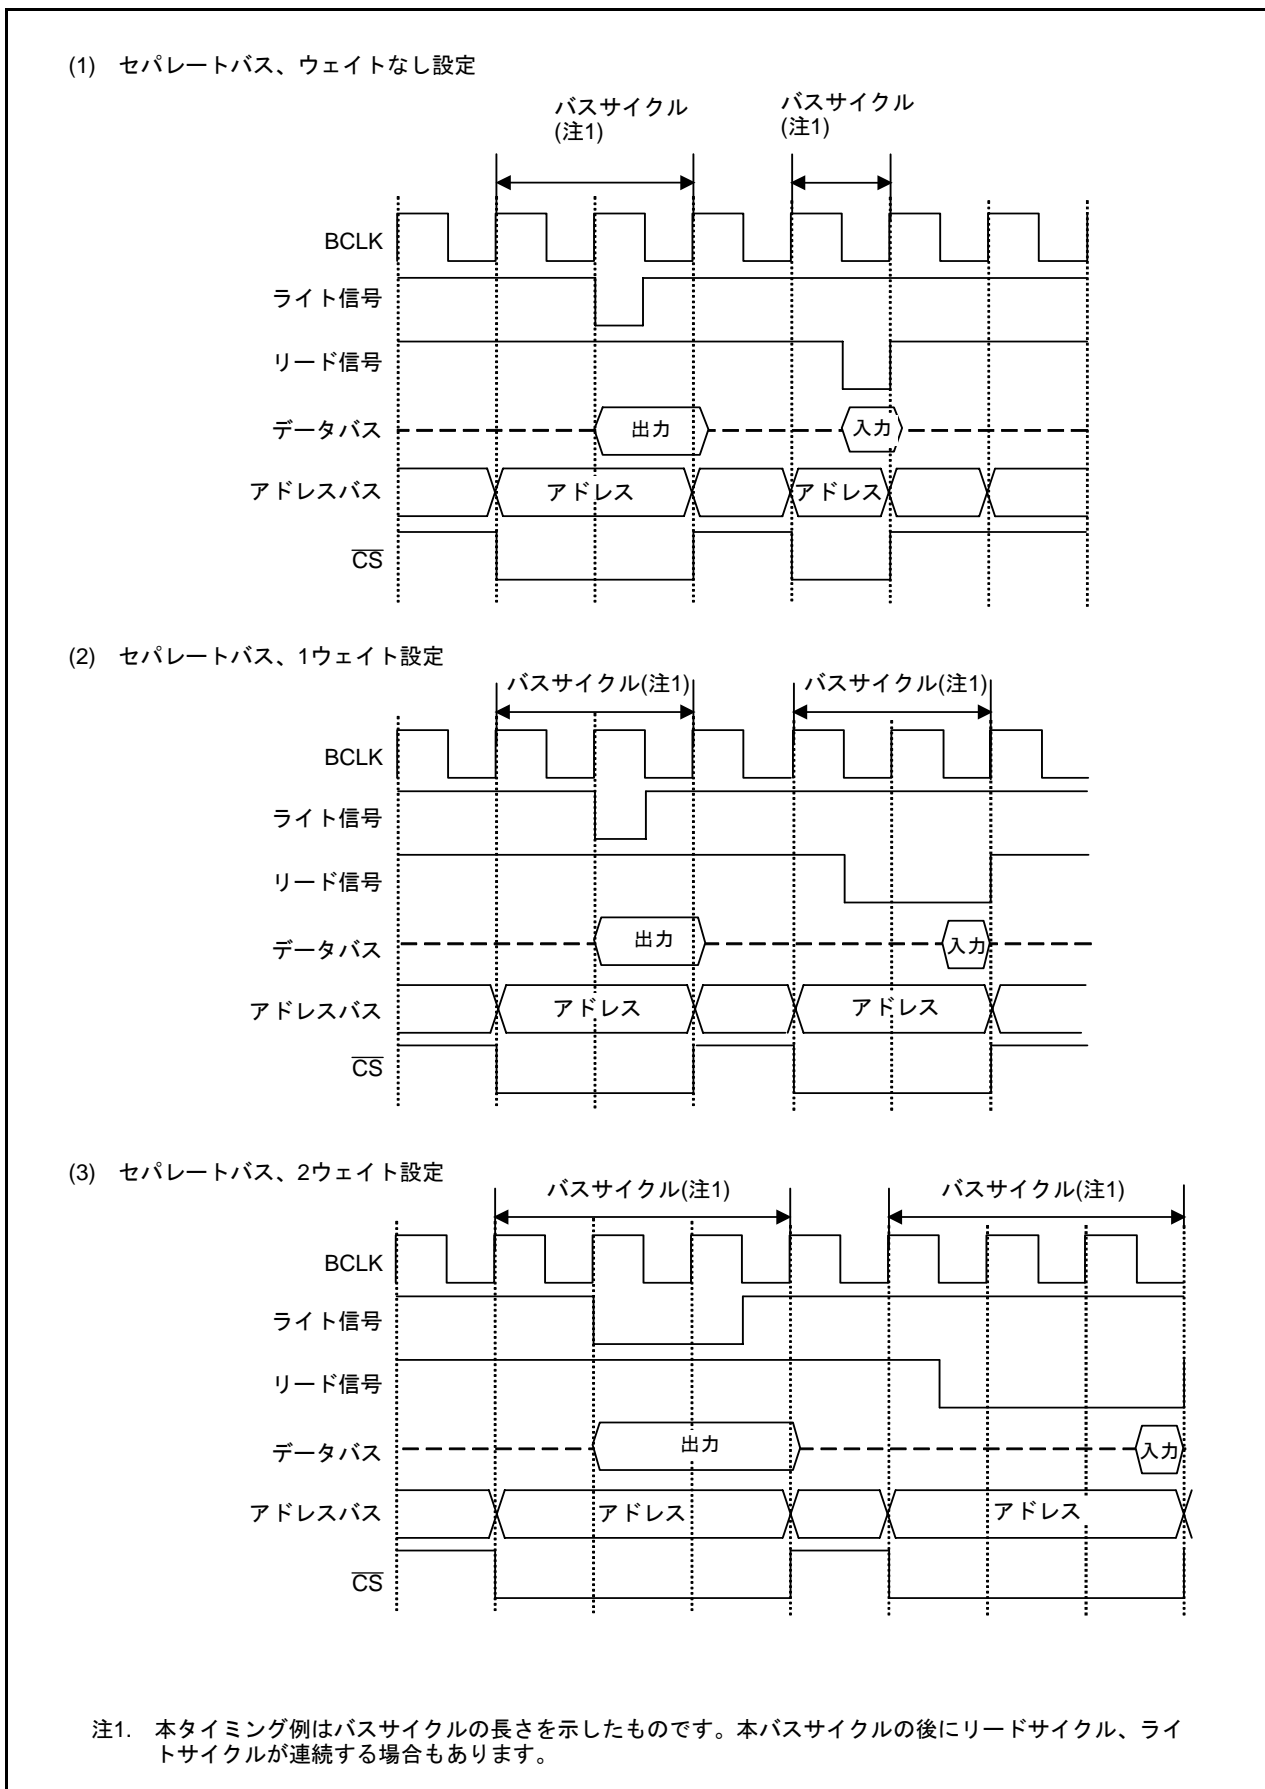 (1) セパレートバス、ウェイトなし設定
バスサイクル
(注1)
バスサイクル
(注1)
BCLK
ライト信号
リード信号
データバス
出力
入力
アドレスバス
アドレス
アドレス
CS
(2) セパレートバス、1ウェイト設定
バスサイクル(注1)
バスサイクル(注1)
BCLK
ライト信号
リード信号
データバス
出力
入力
アドレスバス
アドレス
アドレス
CS
(3) セパレートバス、2ウェイト設定
バスサイクル(注1)
バスサイクル(注1)
BCLK
ライト信号
リード信号
データバス
出力
入力
アドレスバス
アドレス
アドレス
CS
注1. 本タイミング例はバスサイクルの長さを示したものです。本バスサイクルの後にリードサイクル、ライ
トサイクルが連続する場合もあります。